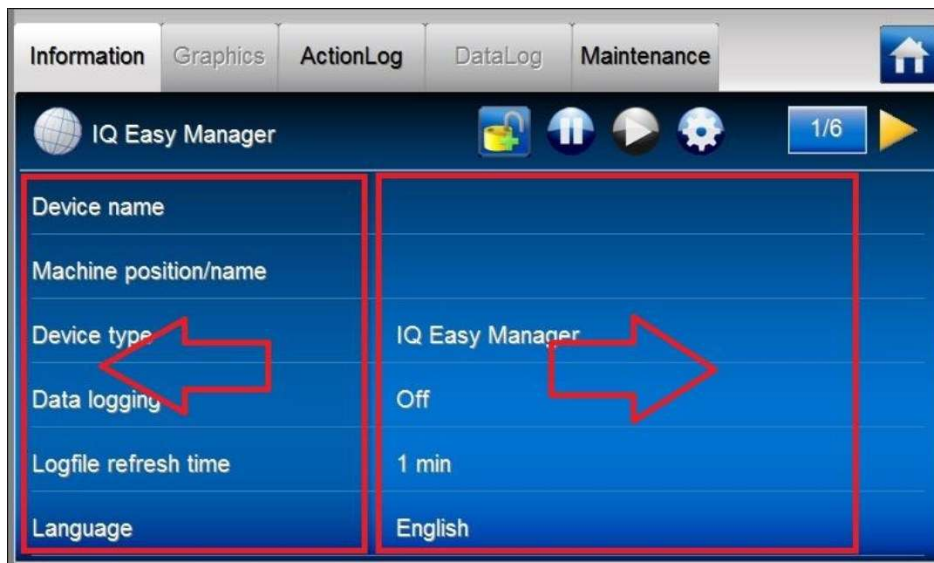 Information Graphics ActionLog DataLog Maintenance
IQ Easy Manager 1/6
Device name
Machine position/name
Device type IQ Easy Manager
Data logging Off
Logfile refresh time 1 min
Language English